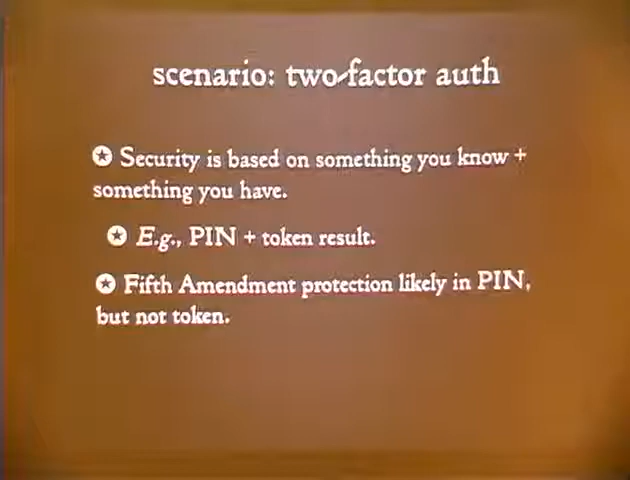 scenario: two-factor auth
Security is based on something you know +
something you have.
E.g., PIN + token result.
Fifth Amendment protection likely in PIN,
but not token.